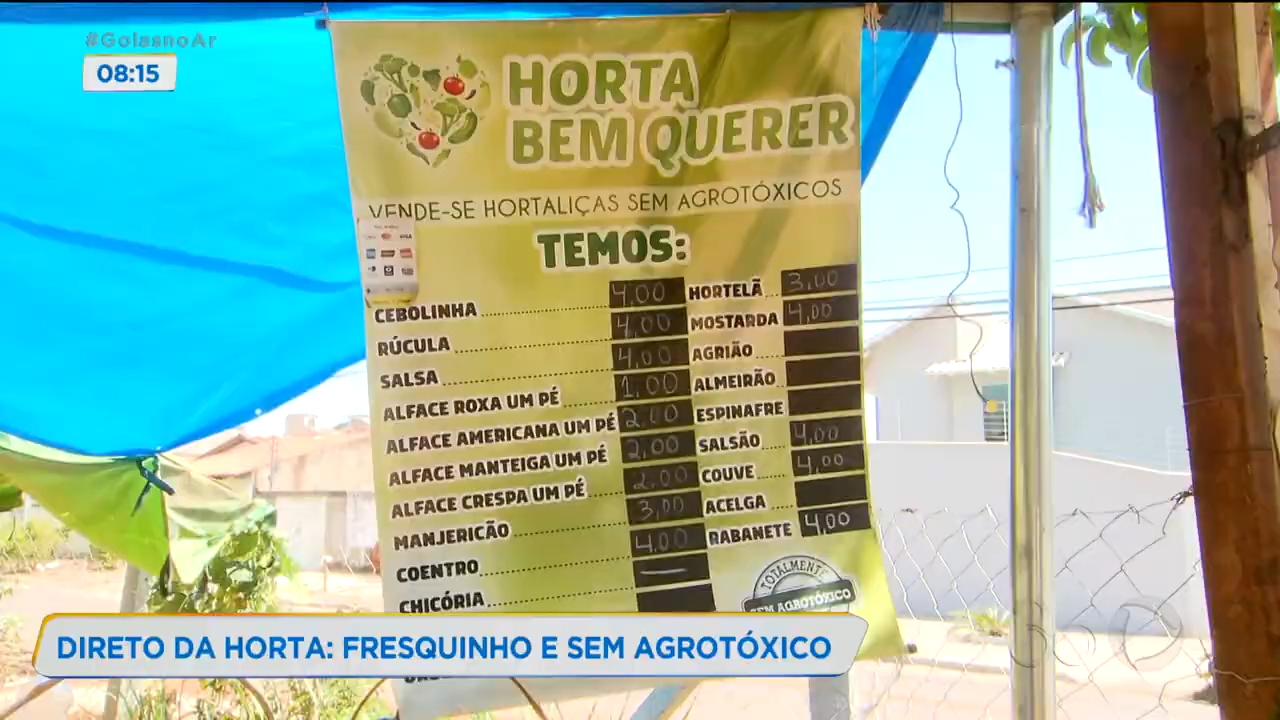 #GoiasnoAr
08:15
HORTA
BEM QUERER
VENDE-SE HORTALIÇAS SEM AGROTÓXICOS
TEMOS:
CEBOLINHA 4,00
RÚCULA 4,00
SALSA 4,00
ALFACE ROXA UM PÉ 1,00
ALFACE AMERICANA UM PÉ 2,00
ALFACE MANTEIGA UM PÉ 2,00
ALFACE CRESPA UM PÉ 2,00
MANJERICÃO 3,00
COENTRO 4,00
CHICÓRIA —
HORTELÃ 3,00
MOSTARDA 4,00
AGRIÃO
ALMEIRÃO
ESPINAFRE
SALSÃO 4,00
COUVE 4,00
ACELGA
RABANETE 4,00
TOTALMENTE
SEM AGROTÓXICO
DIRETO DA HORTA: FRESQUINHO E SEM AGROTÓXICO